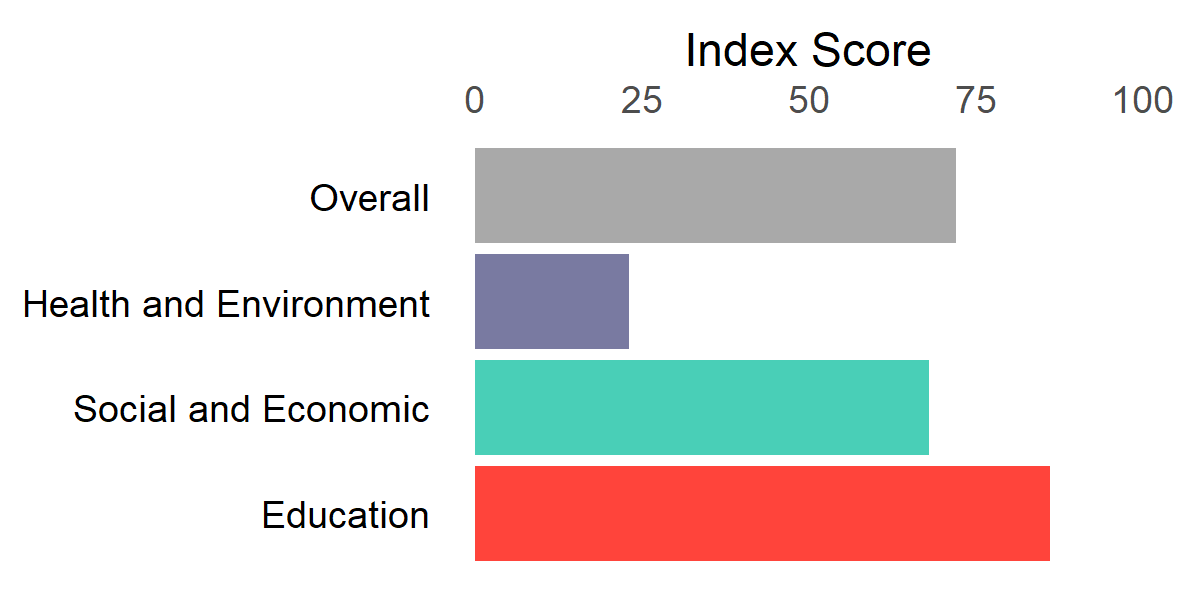 Index Score
0 25 50 75 100
Overall
Health and Environment
Social and Economic
Education